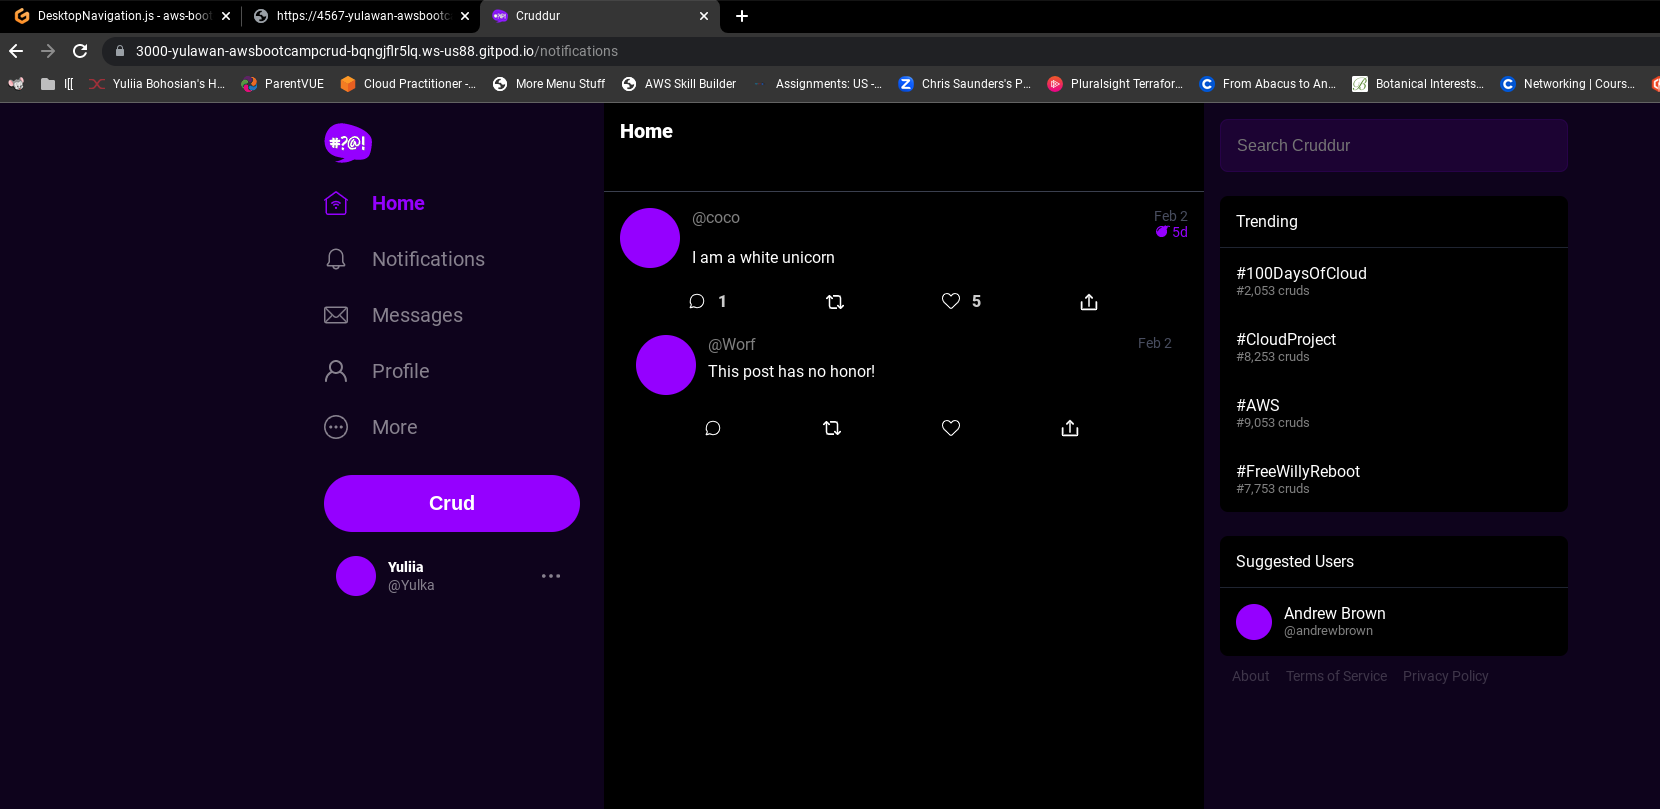 DesktopNavigation.js - aws-boot
https://4567-yulawan-awsbootc
Cruddur
3000-yulawan-awsbootcampcrud-bqngjflr5lq.ws-us88.gitpod.io/notifications
I[[
Yuliia Bohosian's H...
ParentVUE
Cloud Practitioner -...
More Menu Stuff
AWS Skill Builder
Assignments: US -...
Chris Saunders's P...
Pluralsight Terrafor...
From Abacus to An...
Botanical Interests...
Networking | Cours...
#?@!
Home
Notifications
Messages
Profile
More
Crud
Yuliia
@Yulka
Home
@coco
Feb 2
5d
I am a white unicorn
1
5
@Worf
Feb 2
This post has no honor!
Search Cruddur
Trending
#100DaysOfCloud
#2,053 cruds
#CloudProject
#8,253 cruds
#AWS
#9,053 cruds
#FreeWillyReboot
#7,753 cruds
Suggested Users
Andrew Brown
@andrewbrown
About
Terms of Service
Privacy Policy